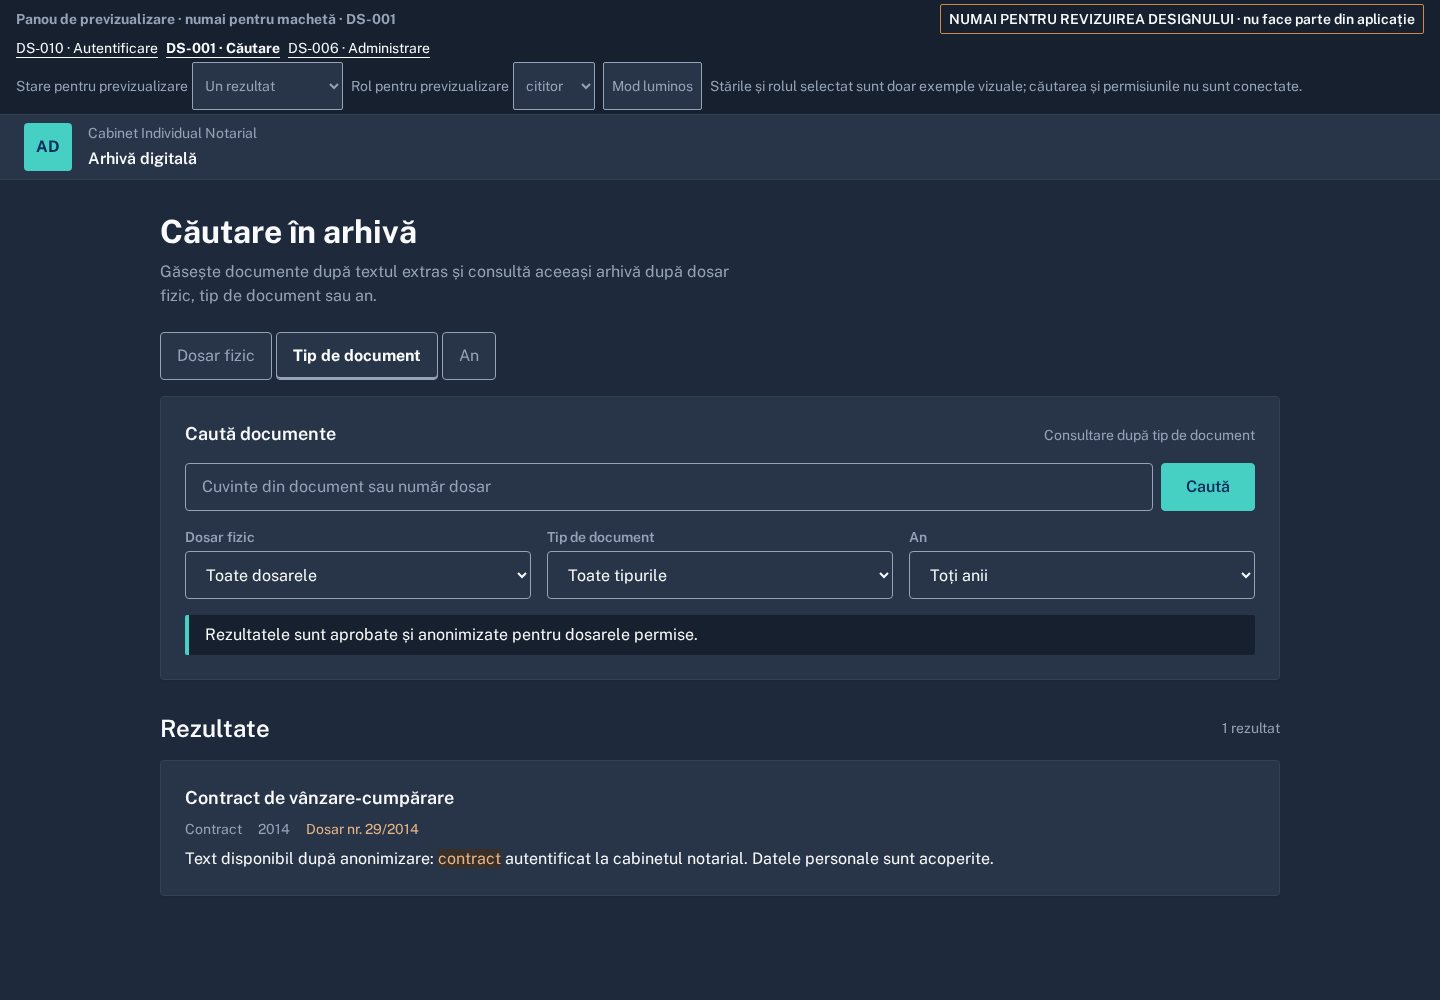 Panou de previzualizare · numai pentru machetă · DS-001
NUMAI PENTRU REVIZUIREA DESIGNULUI · nu face parte din aplicație
DS-010 · Autentificare DS-001 · Căutare DS-006 · Administrare
Stare pentru previzualizare Un rezultat Rol pentru previzualizare cititor Mod luminos Stările și rolul selectat sunt doar exemple vizuale; căutarea și permisiunile nu sunt conectate.
AD
Cabinet Individual Notarial
Arhivă digitală
Căutare în arhivă
Găsește documente după textul extras și consultă aceeași arhivă după dosar
fizic, tip de document sau an.
Dosar fizic Tip de document An
Caută documente
Consultare după tip de document
Cuvinte din document sau număr dosar
Caută
Dosar fizic Tip de document An
Toate dosarele Toate tipurile Toți anii
Rezultatele sunt aprobate și anonimizate pentru dosarele permise.
Rezultate
1 rezultat
Contract de vânzare-cumpărare
Contract 2014 Dosar nr. 29/2014
Text disponibil după anonimizare: contract autentificat la cabinetul notarial. Datele personale sunt acoperite.